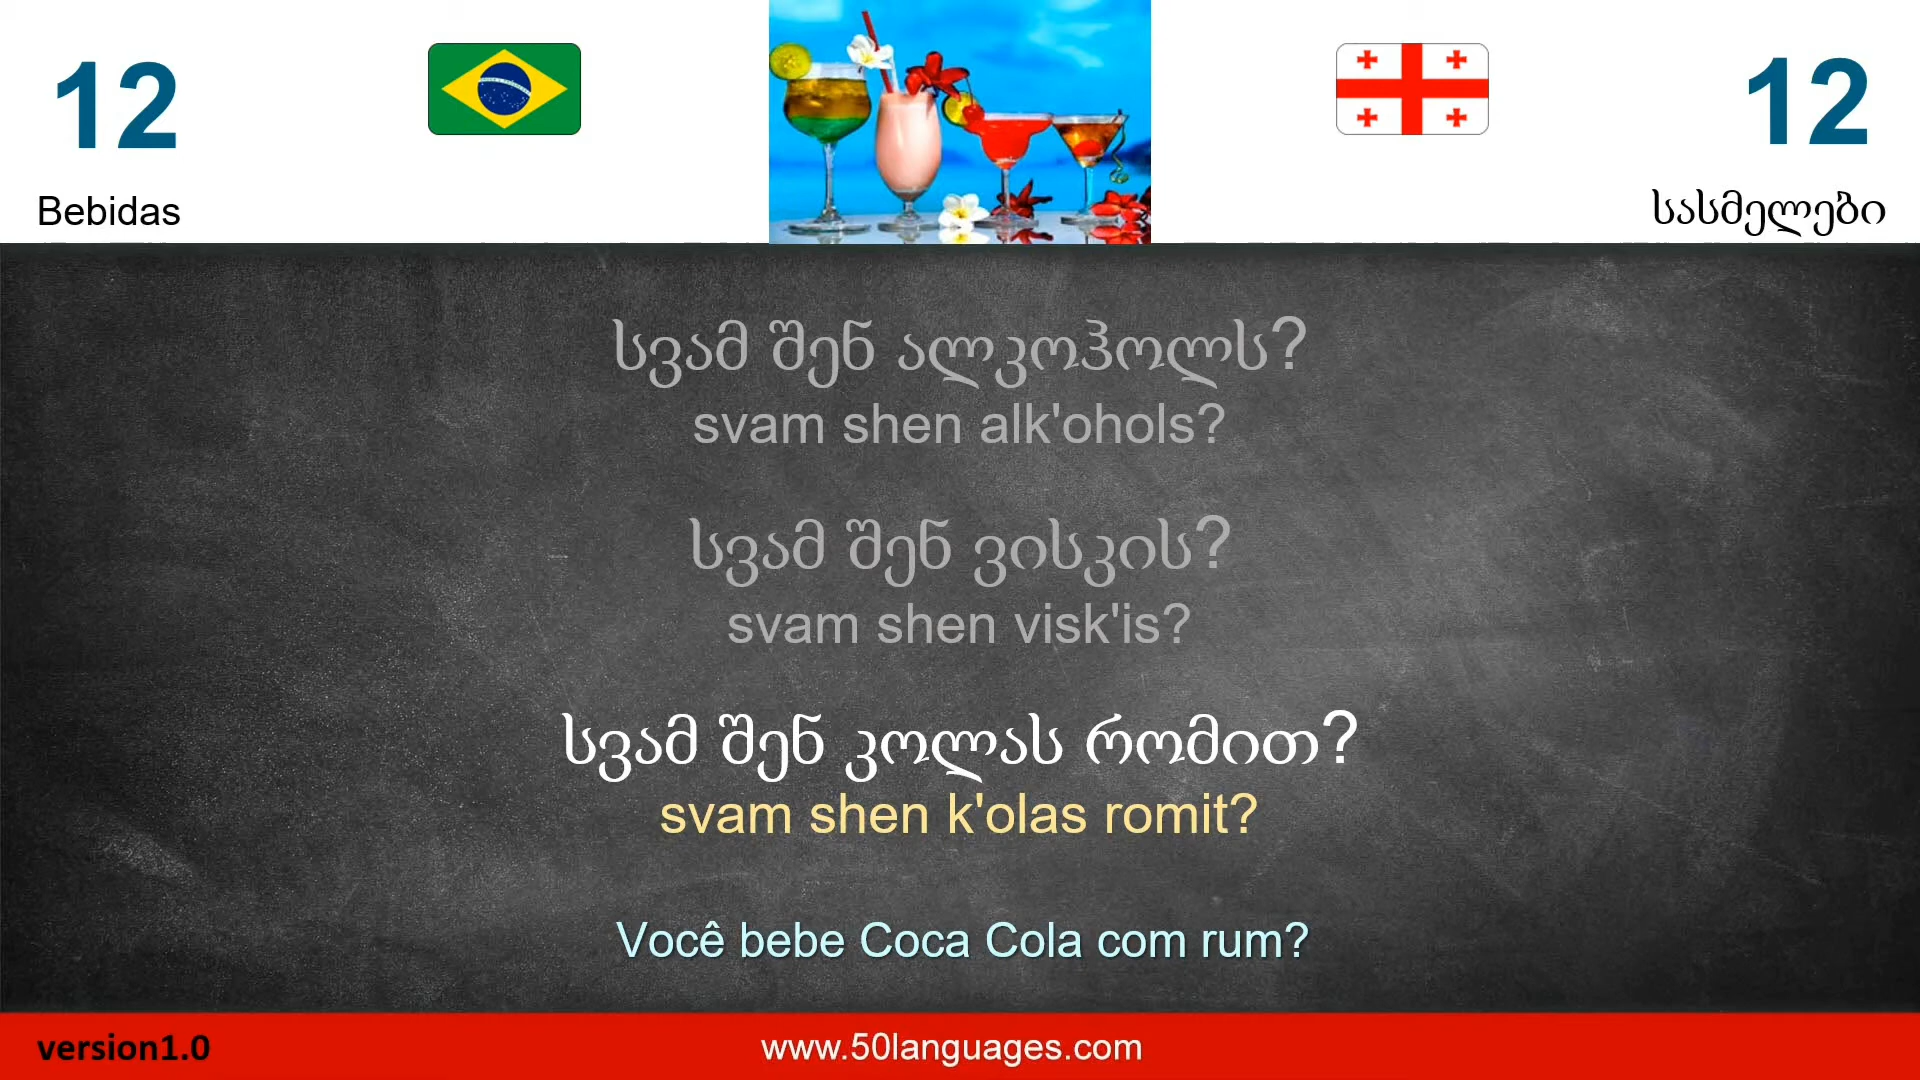 12
12
Bebidas
სასმელები
სვამ შენ ალკოჰოლს?
svam shen alk'ohols?
სვამ შენ ვისკის?
svam shen visk'is?
სვამ შენ კოლას რომით?
svam shen k'olas romit?
Você bebe Coca Cola com rum?
version1.0
www.50languages.com